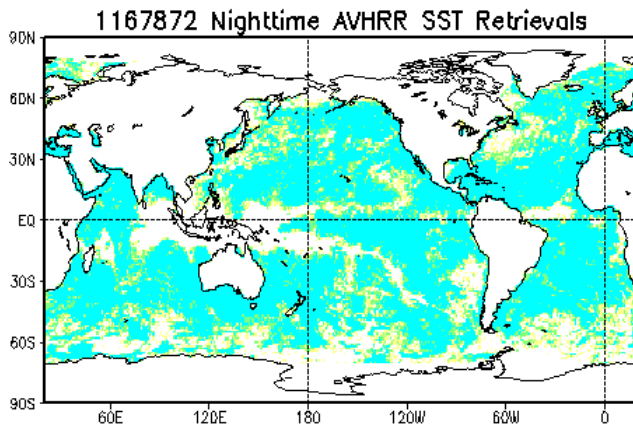 1167872 Nighttime AVHRR SST Retrievals
90N
60N
30N
EQ
30S
60S
90S
60E 120E 180 120W 60W 0